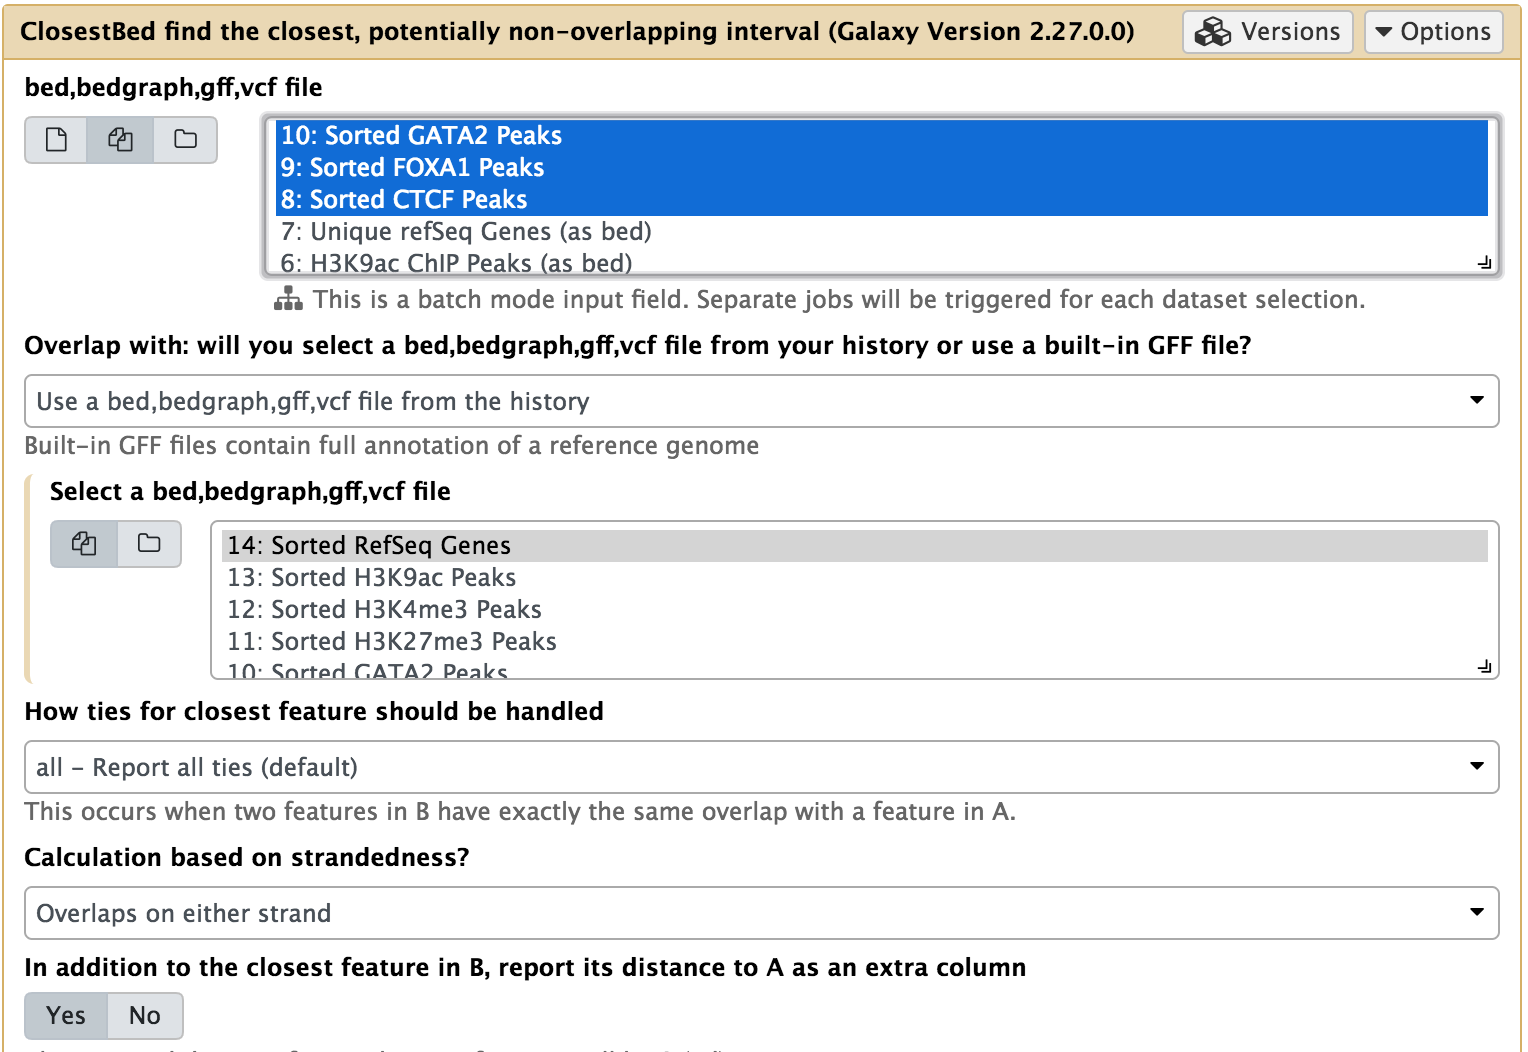 ClosestBed find the closest, potentially non-overlapping interval (Galaxy Version 2.27.0.0) Versions Options
bed,bedgraph,gff,vcf file
10: Sorted GATA2 Peaks
9: Sorted FOXA1 Peaks
8: Sorted CTCF Peaks
7: Unique refSeq Genes (as bed)
6: H3K9ac ChIP Peaks (as bed)
This is a batch mode input field. Separate jobs will be triggered for each dataset selection.
Overlap with: will you select a bed,bedgraph,gff,vcf file from your history or use a built-in GFF file?
Use a bed,bedgraph,gff,vcf file from the history
Built-in GFF files contain full annotation of a reference genome
Select a bed,bedgraph,gff,vcf file
14: Sorted RefSeq Genes
13: Sorted H3K9ac Peaks
12: Sorted H3K4me3 Peaks
11: Sorted H3K27me3 Peaks
10: Sorted GATA2 Peaks
How ties for closest feature should be handled
all - Report all ties (default)
This occurs when two features in B have exactly the same overlap with a feature in A.
Calculation based on strandedness?
Overlaps on either strand
In addition to the closest feature in B, report its distance to A as an extra column
Yes No